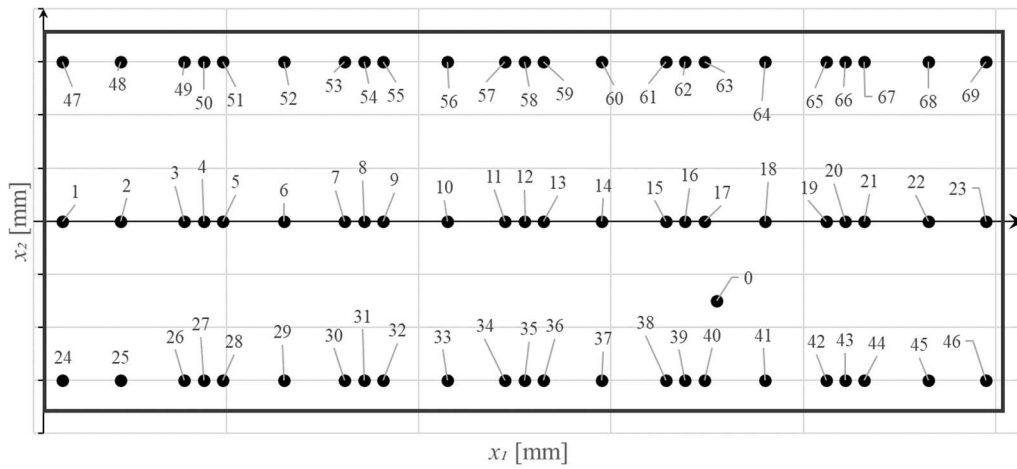 47 48 49 50 51 52 53 54 55 56 57 58 59 60 61 62 63 64 65 66 67 68 69
1 2 3 4 5 6 7 8 9 10 11 12 13 14 15 16 17 18 19 20 21 22 23
0
24 25 26 27 28 29 30 31 32 33 34 35 36 37 38 39 40 41 42 43 44 45 46
x₂ [mm]
x₁ [mm]